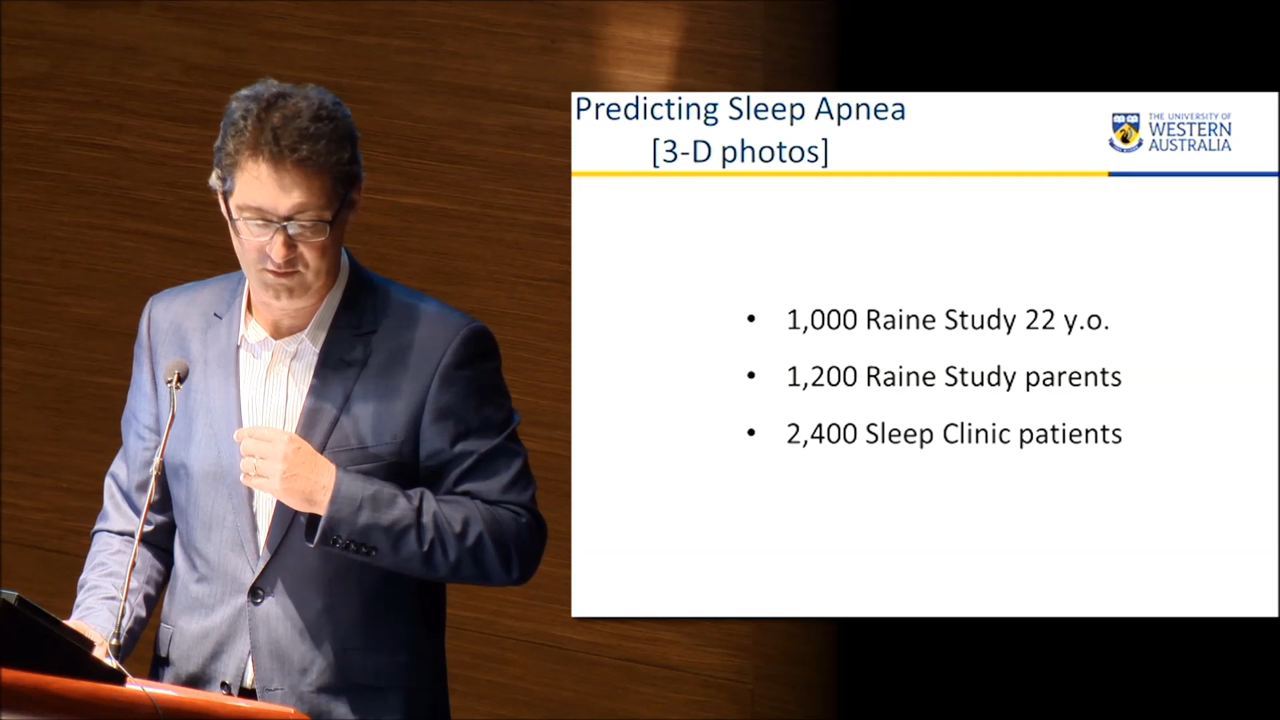 Predicting Sleep Apnea
[3-D photos]
THE UNIVERSITY OF
WESTERN
AUSTRALIA
• 1,000 Raine Study 22 y.o.
• 1,200 Raine Study parents
• 2,400 Sleep Clinic patients